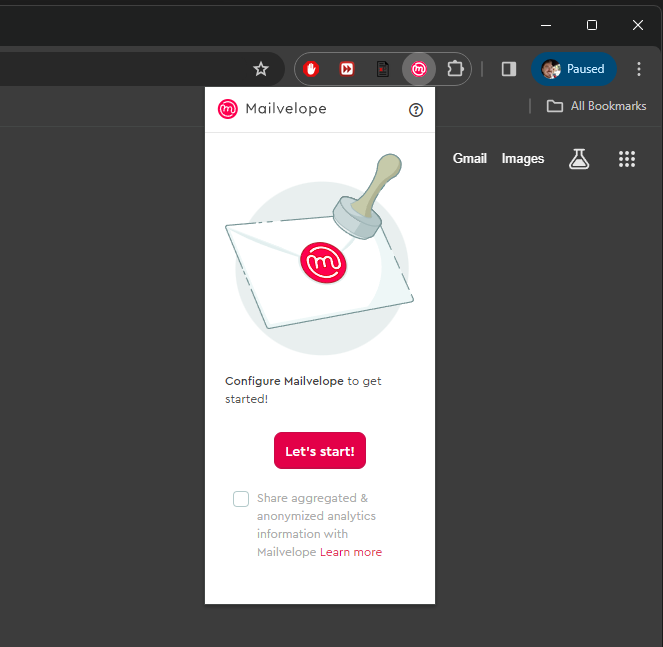 Paused
All Bookmarks
Mailvelope
Gmail Images
Configure Mailvelope to get
started!
Let's start!
Share aggregated &
anonymized analytics
information with
Mailvelope Learn more